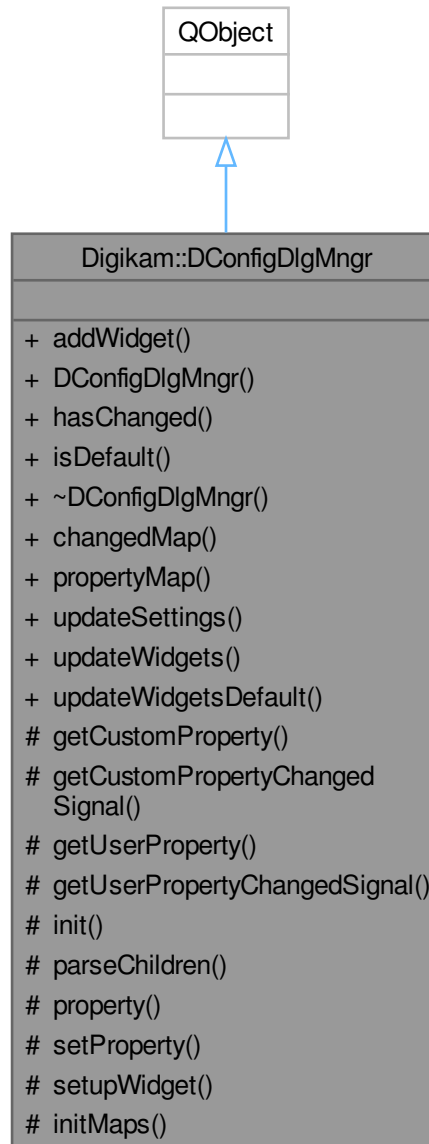 QObject
Digikam::DConfigDlgMngr
+ addWidget()
+ DConfigDlgMngr()
+ hasChanged()
+ isDefault()
+ ~DConfigDlgMngr()
+ changedMap()
+ propertyMap()
+ updateSettings()
+ updateWidgets()
+ updateWidgetsDefault()
# getCustomProperty()
# getCustomPropertyChanged
Signal()
# getUserProperty()
# getUserPropertyChangedSignal()
# init()
# parseChildren()
# property()
# setProperty()
# setupWidget()
# initMaps()